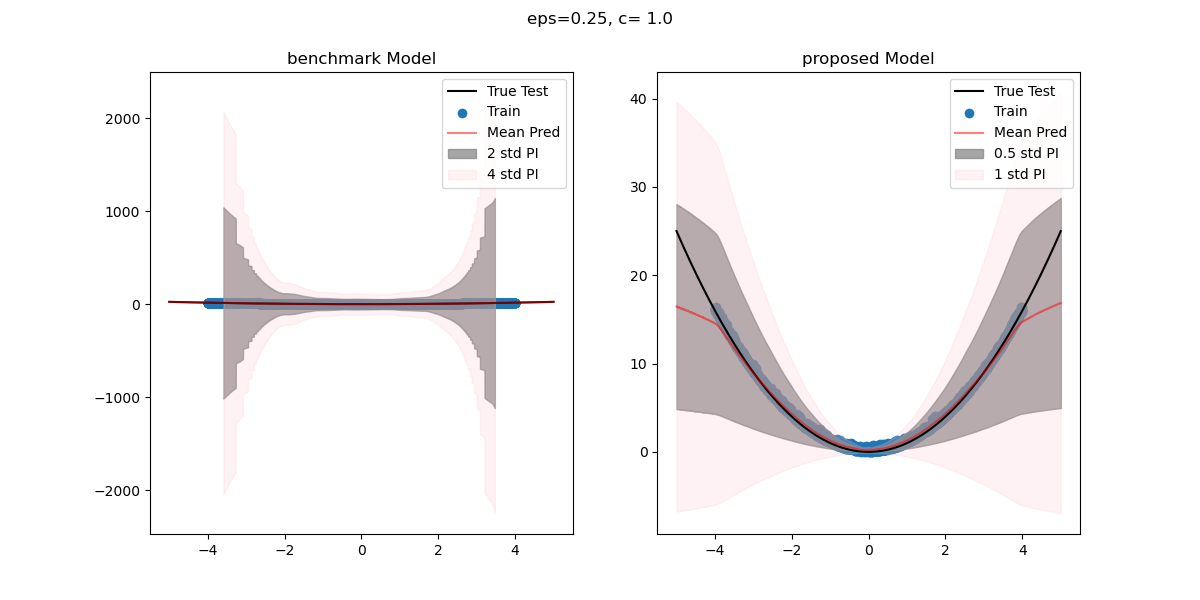 eps=0.25, c= 1.0
benchmark Model
True Test
Train
Mean Pred
2 std PI
4 std PI
2000
1000
0
−1000
−2000
−4
−2
0
2
4
proposed Model
True Test
Train
Mean Pred
0.5 std PI
1 std PI
40
30
20
10
0
−4
−2
0
2
4